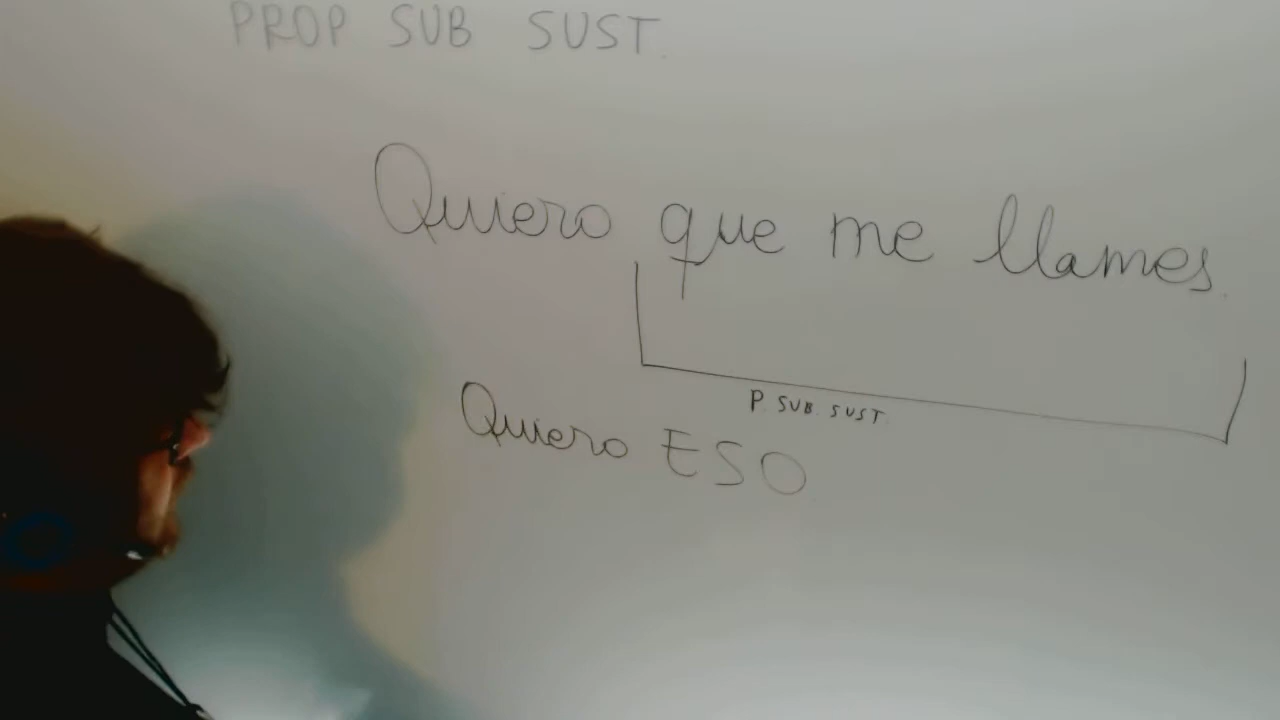 PROP SUB SUST.
Quiero que me llames.
P. SUB. SUST.
Quiero ESO